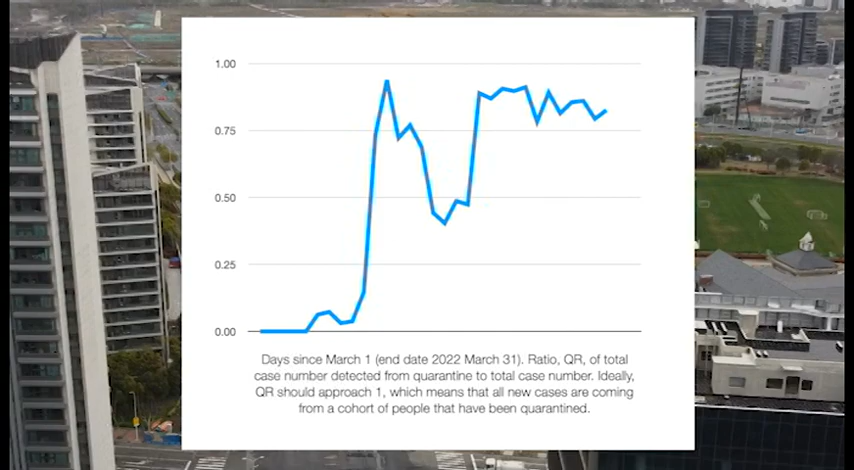 1.00
0.75
0.50
0.25
0.00
Days since March 1 (end date 2022 March 31). Ratio, QR, of total
case number detected from quarantine to total case number. Ideally,
QR should approach 1, which means that all new cases are coming
from a cohort of people that have been quarantined.